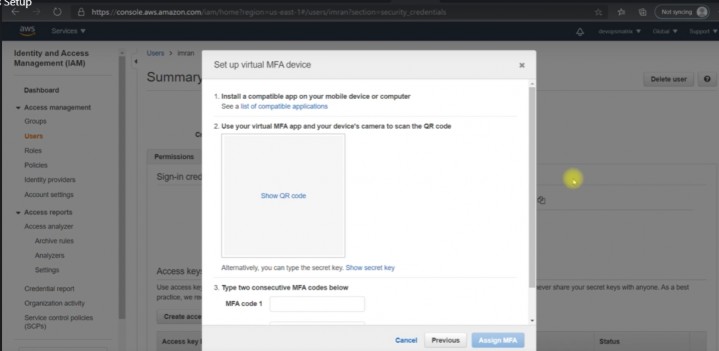 Setup
https://console.aws.amazon.com/iam/home?region=us-east-1#/users/imran?section=security_credentials
Not syncing
aws
Services
Global
Support
Identity and Access
Management (IAM)
Dashboard
Access management
Groups
Users
Roles
Policies
Identity providers
Account settings
Access reports
Access analyzer
Archive rules
Analyzers
Settings
Credential report
Organization activity
Service control policies
(SCPs)
Users > imran
Summary
Delete user
Permissions
Sign-in cred
Access key
Use access ke
practice, we re
ever share your secret keys with anyone. As a best
Create acce
Access key I
Status
Set up virtual MFA device
1. Install a compatible app on your mobile device or computer
See a list of compatible applications
2. Use your virtual MFA app and your device's camera to scan the QR code
Show QR code
Alternatively, you can type the secret key. Show secret key
3. Type two consecutive MFA codes below
MFA code 1
Cancel
Previous
Assign MFA